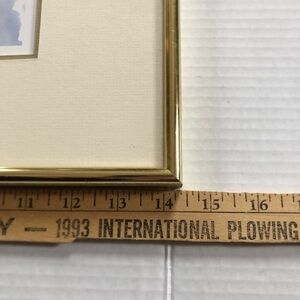 11 12 13 14 15 16
Y — 1993 INTERNATIONAL PLOWING